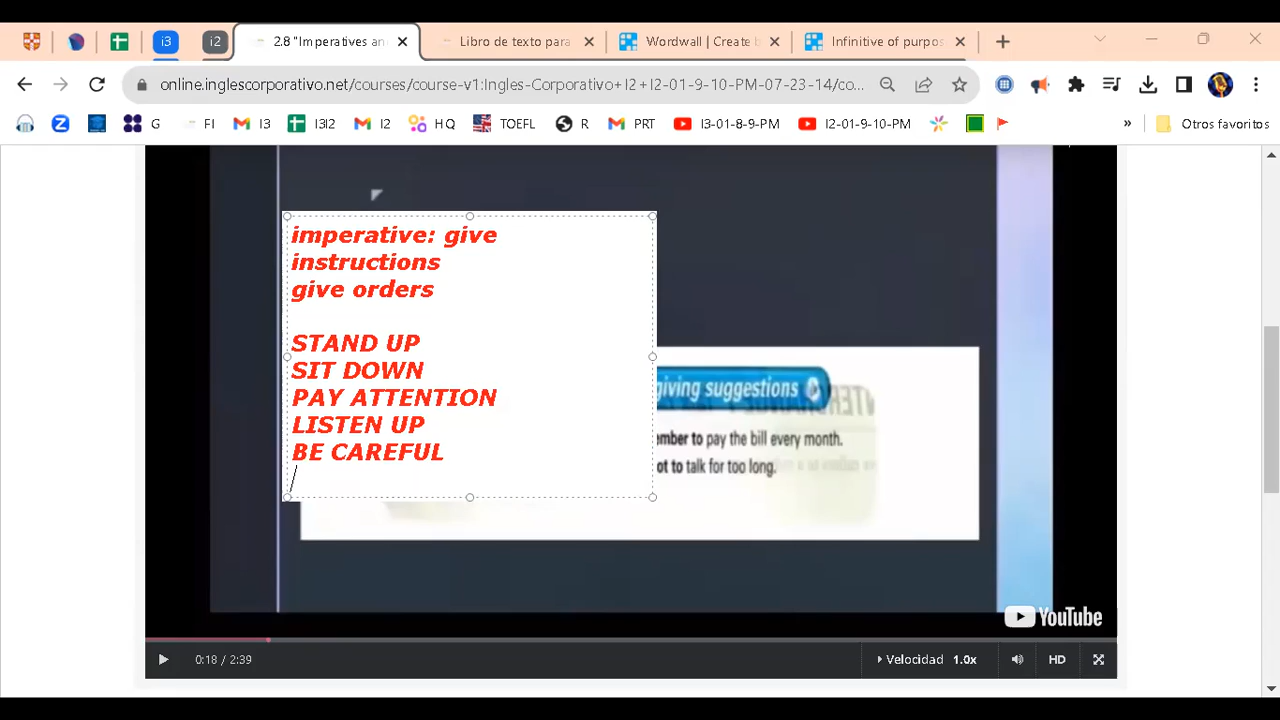 i3
i2
2.8 "Imperatives an
Libro de texto para
Wordwall | Create b
Infinitive of purpos
online.inglescorporativo.net/courses/course-v1:Ingles-Corporativo+I2+I2-01-9-10-PM-07-23-14/co...
G
FI
I3
I3I2
I2
HQ
TOEFL
R
PRT
I3-01-8-9-PM
I2-01-9-10-PM
»
Otros favoritos
imperative: give
instructions
give orders
STAND UP
SIT DOWN
PAY ATTENTION
LISTEN UP
BE CAREFUL
giving suggestions
ember to pay the bill every month.
ot to talk for too long.
YouTube
0:18 / 2:39
Velocidad 1.0x
HD